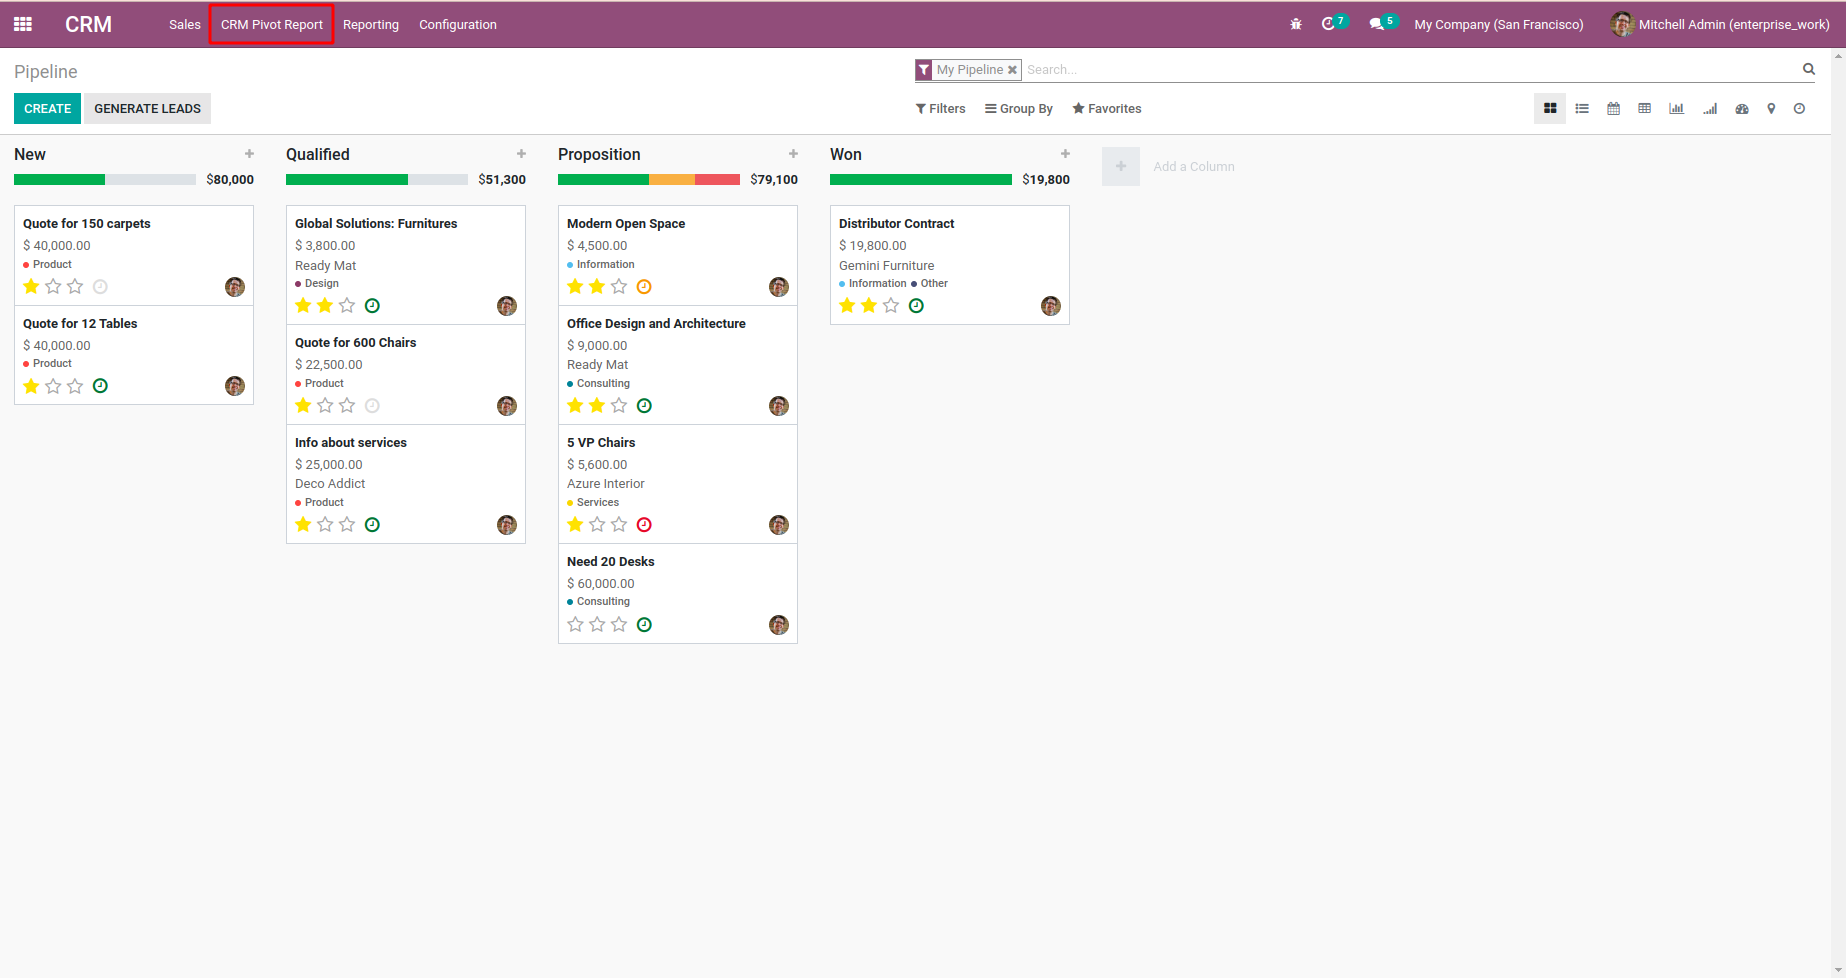 CRM Sales CRM Pivot Report Reporting Configuration 7 5 My Company (San Francisco) Mitchell Admin (enterprise_work)
Pipeline
My Pipeline Search...
CREATE GENERATE LEADS
Filters Group By Favorites
New
$80,000
Quote for 150 carpets
$ 40,000.00
Product
Quote for 12 Tables
$ 40,000.00
Product
Qualified
$51,300
Global Solutions: Furnitures
$ 3,800.00
Ready Mat
Design
Quote for 600 Chairs
$ 22,500.00
Product
Info about services
$ 25,000.00
Deco Addict
Product
Proposition
$79,100
Modern Open Space
$ 4,500.00
Information
Office Design and Architecture
$ 9,000.00
Ready Mat
Consulting
5 VP Chairs
$ 5,600.00
Azure Interior
Services
Need 20 Desks
$ 60,000.00
Consulting
Won
$19,800
Distributor Contract
$ 19,800.00
Gemini Furniture
Information Other
Add a Column